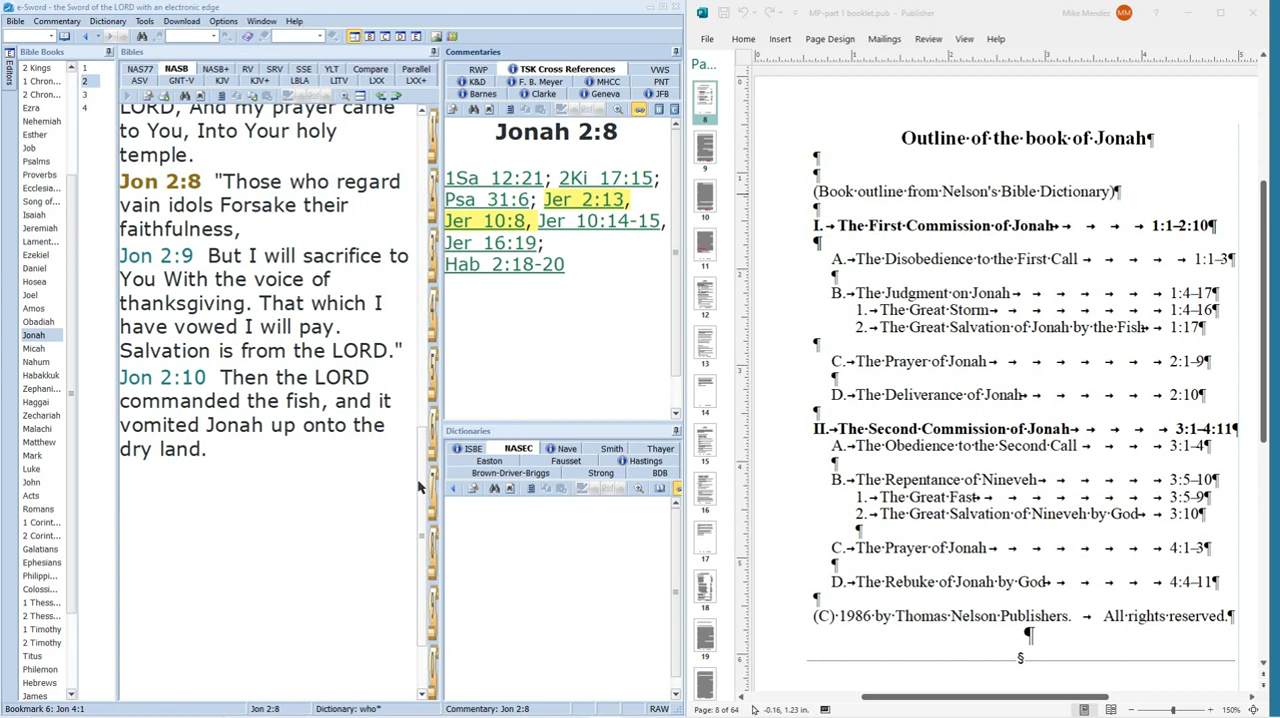 e-Sword - the Sword of the LORD with an electronic edge
Bible Commentary Dictionary Tools Download Options Window Help
Editors
Bible Books
2 Kings
1 Chron...
2 Chron...
Ezra
Nehemiah
Esther
Job
Psalms
Proverbs
Ecclesia...
Song of...
Isaiah
Jeremiah
Lament...
Ezekiel
Daniel
Hosea
Joel
Amos
Obadiah
Jonah
Micah
Nahum
Habakkuk
Zephani...
Haggai
Zechariah
Malachi
Matthew
Mark
Luke
John
Acts
Romans
1 Corint...
2 Corint...
Galatians
Ephesians
Philippi...
Colossi...
1 Thess...
2 Thess...
1 Timothy
2 Timothy
Titus
Philemon
Hebrews
James
1
2
3
4
Bibles
NAS77 NASB NASB+ RV SRV SSE YLT Compare Parallel
ASV GNT-V KJV KJV+ LBLA LITV LXX LXX+
LORD, And my prayer came
to You, Into Your holy
temple.
Jon 2:8 "Those who regard
vain idols Forsake their
faithfulness,
Jon 2:9 But I will sacrifice to
You With the voice of
thanksgiving. That which I
have vowed I will pay.
Salvation is from the LORD."
Jon 2:10 Then the LORD
commanded the fish, and it
vomited Jonah up onto the
dry land.
Commentaries
RWP TSK Cross References VWS
K&D F. B. Meyer MHCC PNT
Barnes Clarke Geneva JFB
Jonah 2:8
1Sa 12:21; 2Ki 17:15;
Psa 31:6; Jer 2:13,
Jer 10:8, Jer 10:14-15,
Jer 16:19;
Hab 2:18-20
Dictionaries
ISBE NASEC Nave Smith Thayer
Easton Fausset Hastings
Brown-Driver-Briggs Strong BDB
Bookmark 6: Jon 4:1 Jon 2:8 Dictionary: who* Commentary: Jon 2:8 RAW
MP-part 1 booklet.pub - Publisher Mike Mendes MM ?
File Home Insert Page Design Mailings Review View Help
Pa...
8
9
10
11
12
13
14
15
16
17
18
19
0
1
2
3
4
5
6
3
4
5
Outline·of·the·book·of·Jonah¶
¶
¶
(Book·outline·from·Nelson's·Bible·Dictionary)¶
¶
I.→The·First·Commission·of·Jonah→ → → → → 1:1–2:10¶
¶
A.→The·Disobedience·to·the·First·Call → → → → → → 1:1–3¶
B.→The·Judgment·on·Jonah→ → → → → → → 1:4–17¶
1.→The·Great·Storm→ → → → → → → 1:4–16¶
2.→The·Great·Salvation·of·Jonah·by·the·Fish→ → 1:17¶
¶
C.→The·Prayer·of·Jonah→ → → → → → → 2:1–9¶
¶
D.→The·Deliverance·of·Jonah→ → → → → → 2:10¶
¶
II.→The·Second·Commission·of·Jonah→ → → → → 3:1-4:11¶
A.→The·Obedience·to·the·Second·Call → → → → 3:1–4¶
¶
B.→The·Repentance·of·Nineveh→ → → → → → 3:5–10¶
1.→The·Great·Fast→ → → → → → → → 3:5–9¶
2.→The·Great·Salvation·of·Nineveh·by·God→ → 3:10¶
¶
C.→The·Prayer·of·Jonah→ → → → → → → 4:1–3¶
¶
D.→The·Rebuke·of·Jonah·by·God→ → → → → 4:4–11¶
¶
(C)·1986·by·Thomas·Nelson·Publishers. → All·rights·reserved.¶
¶
§
Page: 8 of 64 -0.16, 1.23 in. 150%